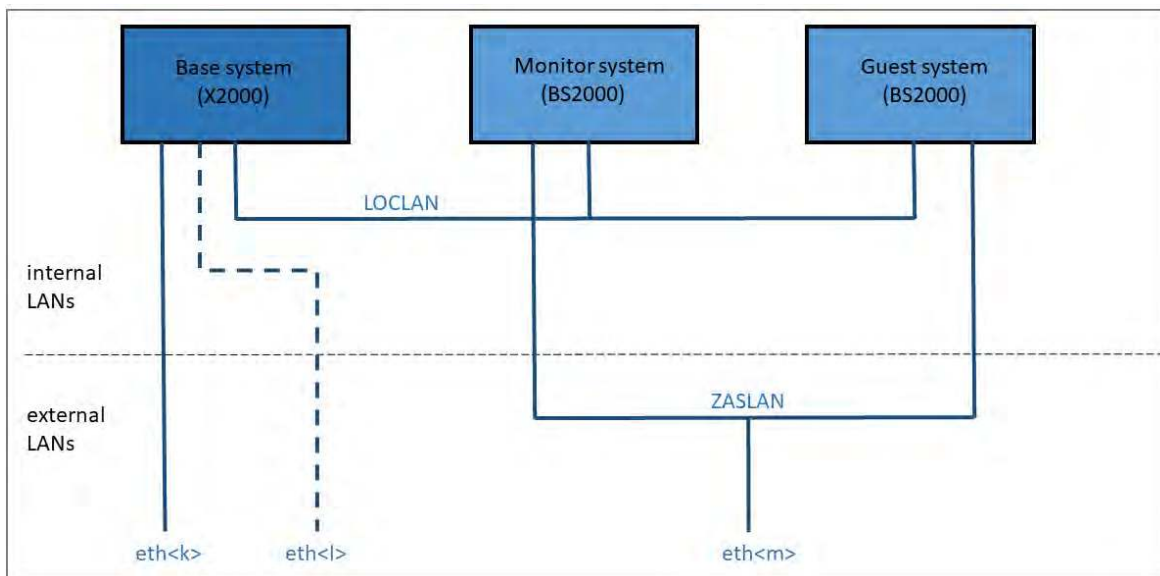 Base system
(X2000)
Monitor system
(BS2000)
Guest system
(BS2000)
LOCLAN
internal
LANs
external
LANs
ZASLAN
eth<k>
eth<l>
eth<m>